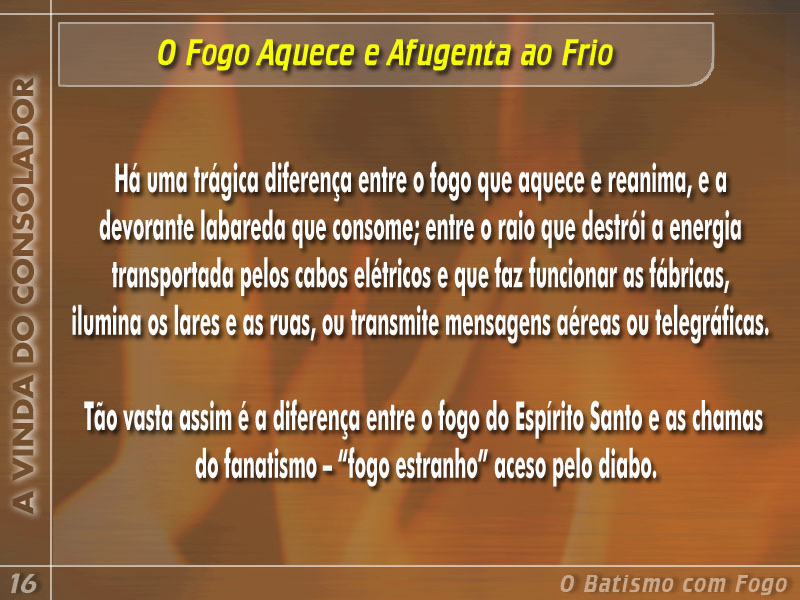 O Fogo Aquece e Afugenta ao Frio
A VINDA DO CONSOLADOR
Há uma trágica diferença entre o fogo que aquece e reanima, e a
devorante labareda que consome; entre o raio que destrói a energia
transportada pelos cabos elétricos e que faz funcionar as fábricas,
ilumina os lares e as ruas, ou transmite mensagens aéreas ou telegráficas.
Tão vasta assim é a diferença entre o fogo do Espírito Santo e as chamas
do fanatismo – “fogo estranho” aceso pelo diabo.
16
O Batismo com Fogo